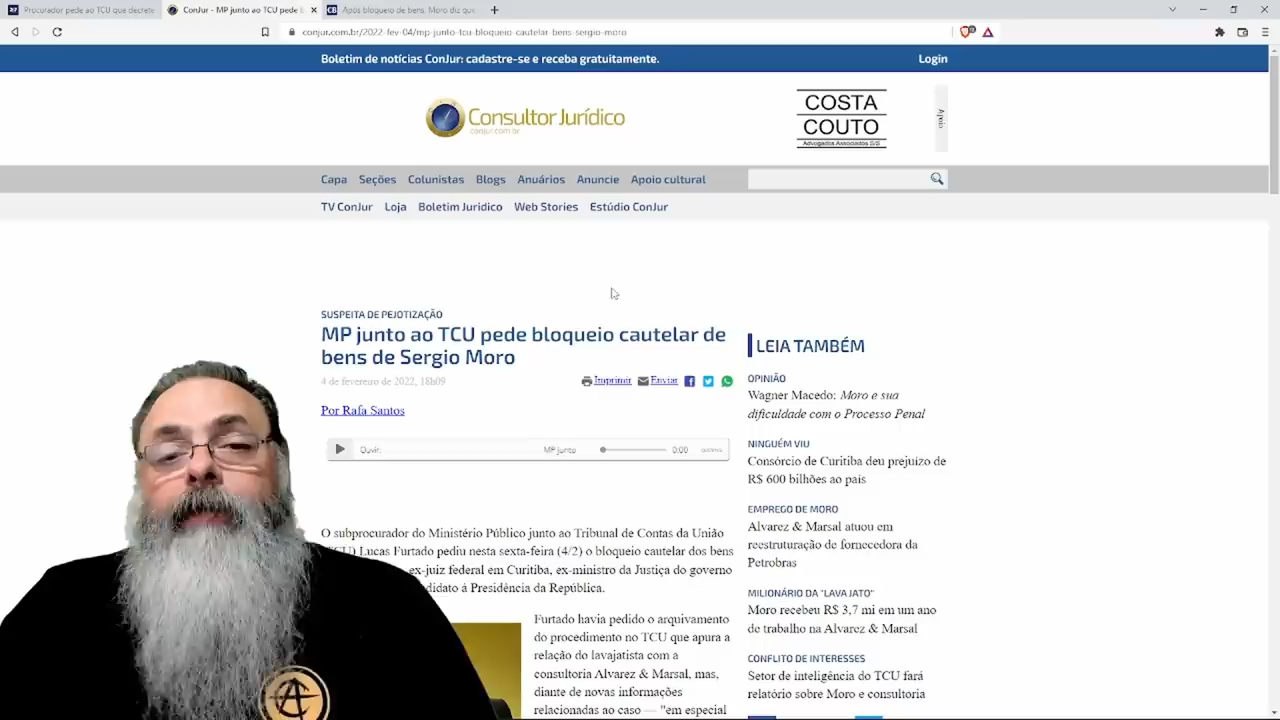 Procurador pede ao TCU que decrete
ConJur - MP junto ao TCU pede b
Após bloqueio de bens, Moro diz que
conjur.com.br/2022-fev-04/mp-junto-tcu-bloqueio-cautelar-bens-sergio-moro
Boletim de notícias ConJur: cadastre-se e receba gratuitamente.
Login
Consultor Jurídico
conjur.com.br
COSTA
COUTO
Advogados Associados S/S
Apoio
Capa Seções Colunistas Blogs Anuários Anuncie Apoio cultural
TV ConJur Loja Boletim Juridico Web Stories Estúdio ConJur
SUSPEITA DE PEJOTIZAÇÃO
MP junto ao TCU pede bloqueio cautelar de
bens de Sergio Moro
4 de fevereiro de 2022, 18h09
Imprimir Enviar
Por Rafa Santos
Ouvir: MP junto 0:00
O subprocurador do Ministério Público junto ao Tribunal de Contas da União
(TCU) Lucas Furtado pediu nesta sexta-feira (4/2) o bloqueio cautelar dos bens
ex-juiz federal em Curitiba, ex-ministro da Justiça do governo
didato à Presidência da República.
Furtado havia pedido o arquivamento
do procedimento no TCU que apura a
relação do lavajatista com a
consultoria Alvarez & Marsal, mas,
diante de novas informações
relacionadas ao caso — "em especial
LEIA TAMBÉM
OPINIÃO
Wagner Macedo: Moro e sua
dificuldade com o Processo Penal
NINGUÉM VIU
Consórcio de Curitiba deu prejuízo de
R$ 600 bilhões ao país
EMPREGO DE MORO
Alvarez & Marsal atuou em
reestruturação de fornecedora da
Petrobras
MILIONÁRIO DA "LAVA JATO"
Moro recebeu R$ 3,7 mi em um ano
de trabalho na Alvarez & Marsal
CONFLITO DE INTERESSES
Setor de inteligência do TCU fará
relatório sobre Moro e consultoria